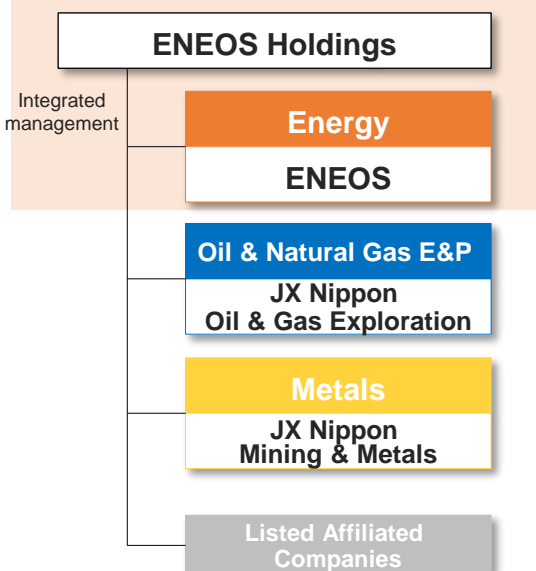 ENEOS Holdings
Integrated
management
Energy
ENEOS
Oil & Natural Gas E&P
JX Nippon
Oil & Gas Exploration
Metals
JX Nippon
Mining & Metals
Listed Affiliated
Companies